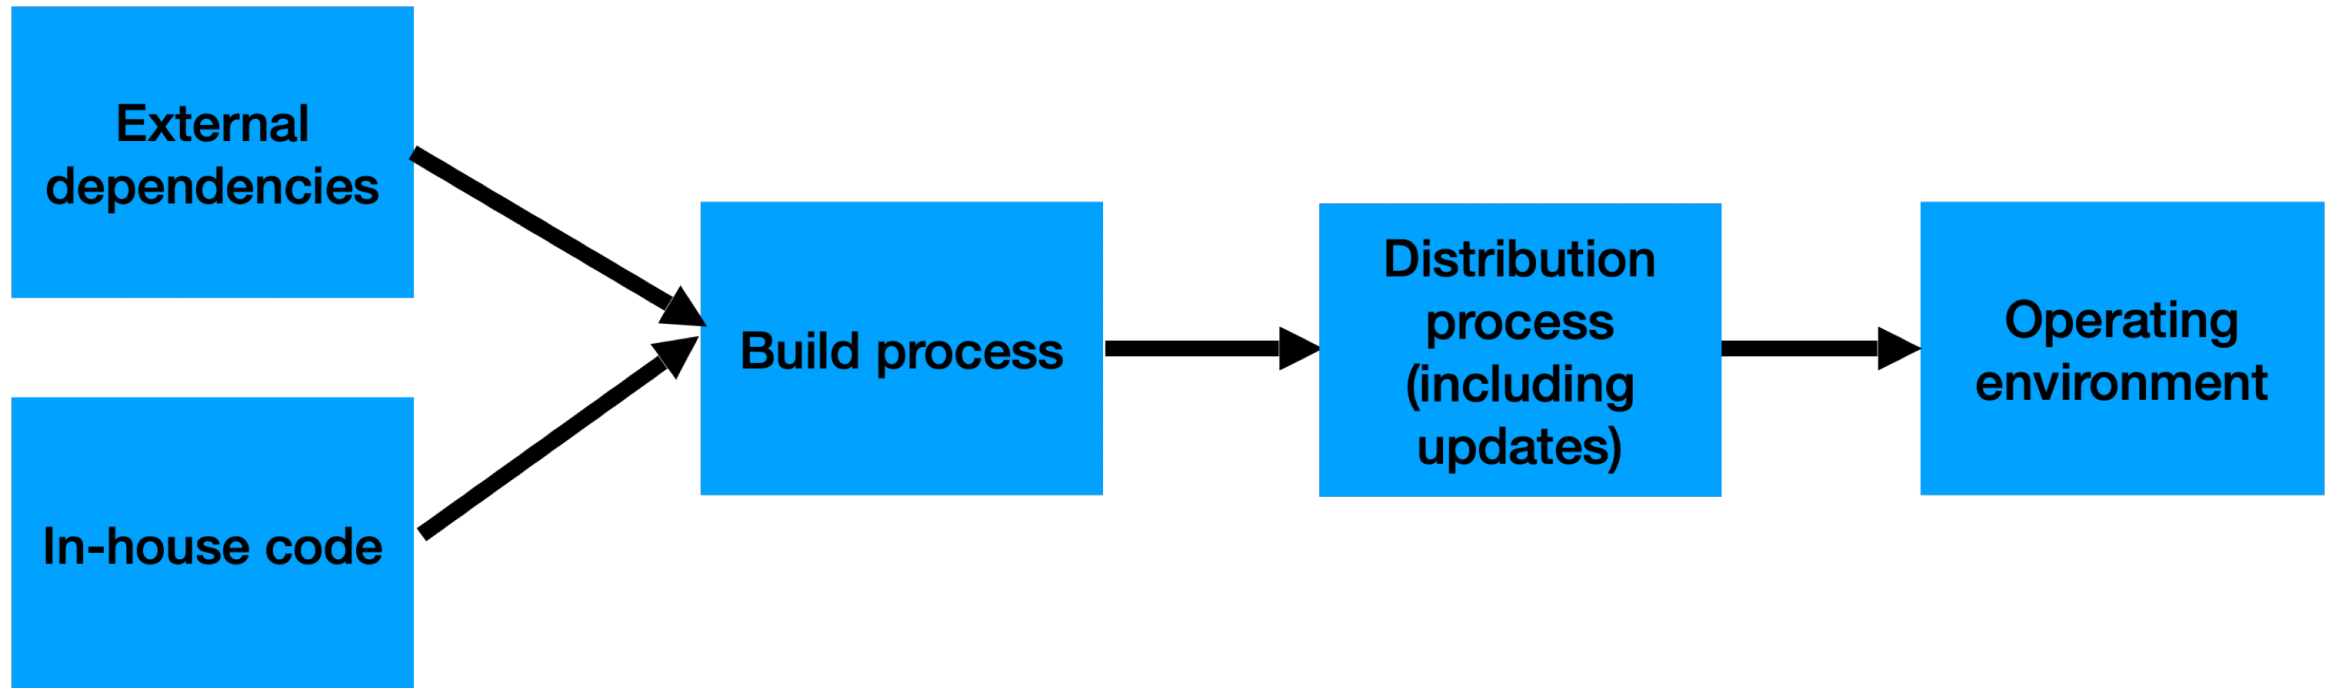 External
dependencies
In-house code
Build process
Distribution
process
(including
updates)
Operating
environment